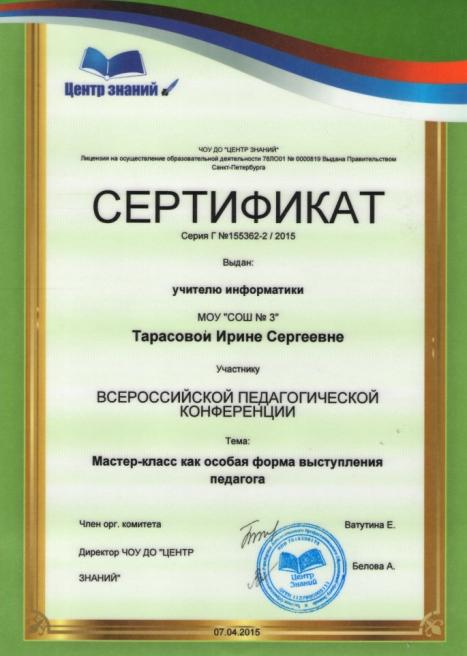 Центр знаний
ЧОУ ДО "ЦЕНТР ЗНАНИЙ"
Лицензия на осуществление образовательной деятельности 78ЛО01 № 0000819 Выдана Правительством
Санкт-Петербурга
СЕРТИФИКАТ
Серия Г №155362-2 / 2015
Выдан:
учителю информатики
МОУ "СОШ № 3"
Тарасовой Ирине Сергеевне
Участнику
ВСЕРОССИЙСКОЙ ПЕДАГОГИЧЕСКОЙ
КОНФЕРЕНЦИИ
Тема:
Мастер-класс как особая форма выступления
педагога
Член орг. комитета
Ватутина Е.
Директор ЧОУ ДО "ЦЕНТР
ЗНАНИЙ"
Белова А.
Центр
Знаний
07.04.2015